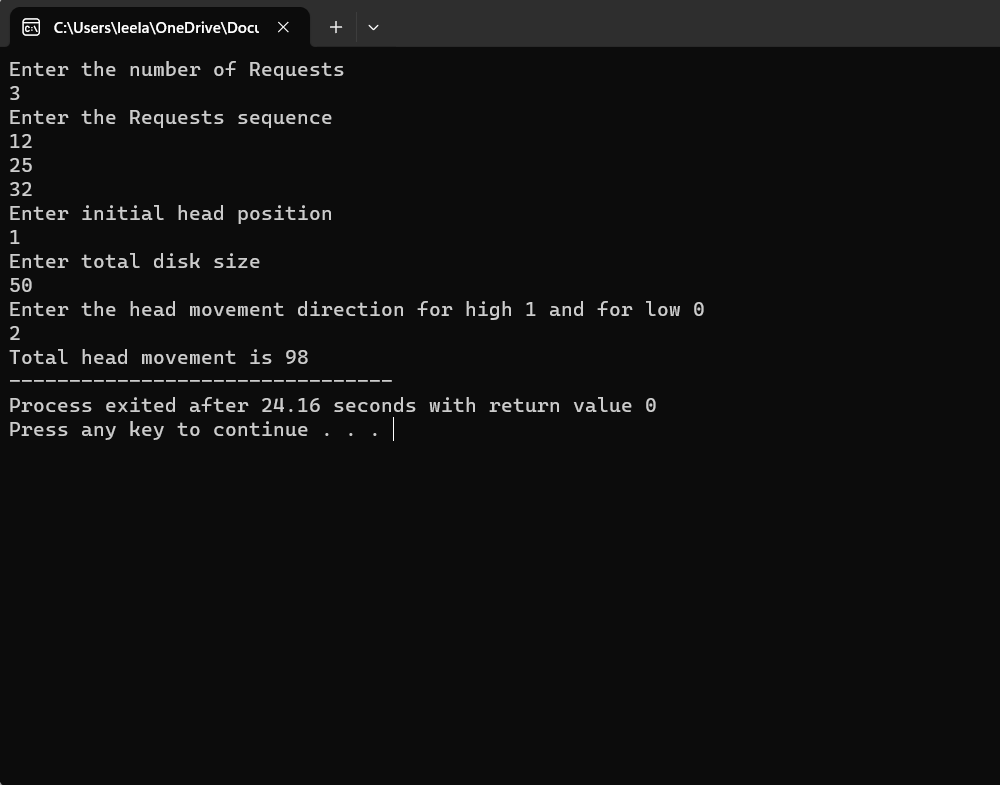 C:\Users\leela\OneDrive\Docu
Enter the number of Requests
3
Enter the Requests sequence
12
25
32
Enter initial head position
1
Enter total disk size
50
Enter the head movement direction for high 1 and for low 0
2
Total head movement is 98
--------------------------------
Process exited after 24.16 seconds with return value 0
Press any key to continue . . .